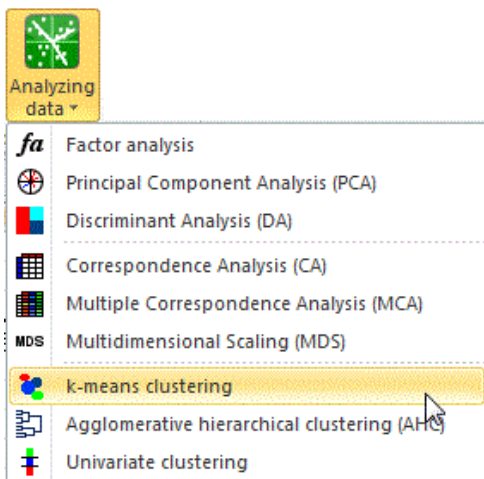 Analyzing
data
fa Factor analysis
Principal Component Analysis (PCA)
Discriminant Analysis (DA)
Correspondence Analysis (CA)
Multiple Correspondence Analysis (MCA)
MDS Multidimensional Scaling (MDS)
k-means clustering
Agglomerative hierarchical clustering (AHC)
Univariate clustering